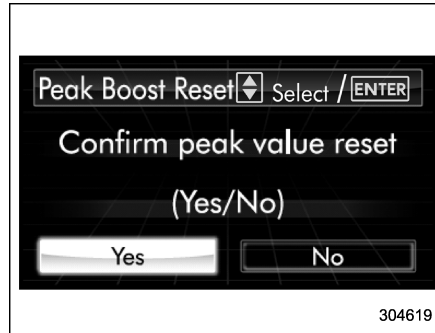 Peak Boost Reset Select / ENTER
Confirm peak value reset
(Yes/No)
Yes No
304619